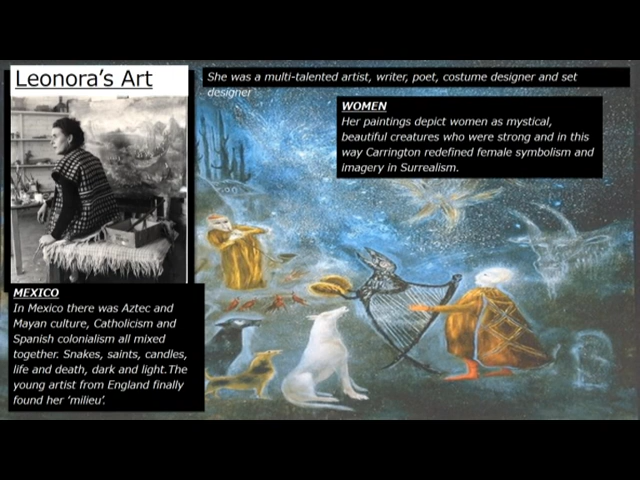 Leonora's Art
She was a multi-talented artist, writer, poet, costume designer and set
designer
WOMEN
Her paintings depict women as mystical,
beautiful creatures who were strong and in this
way Carrington redefined female symbolism and
imagery in Surrealism.
MEXICO
In Mexico there was Aztec and
Mayan culture, Catholicism and
Spanish colonialism all mixed
together. Snakes, saints, candles,
life and death, dark and light.The
young artist from England finally
found her 'milieu'.